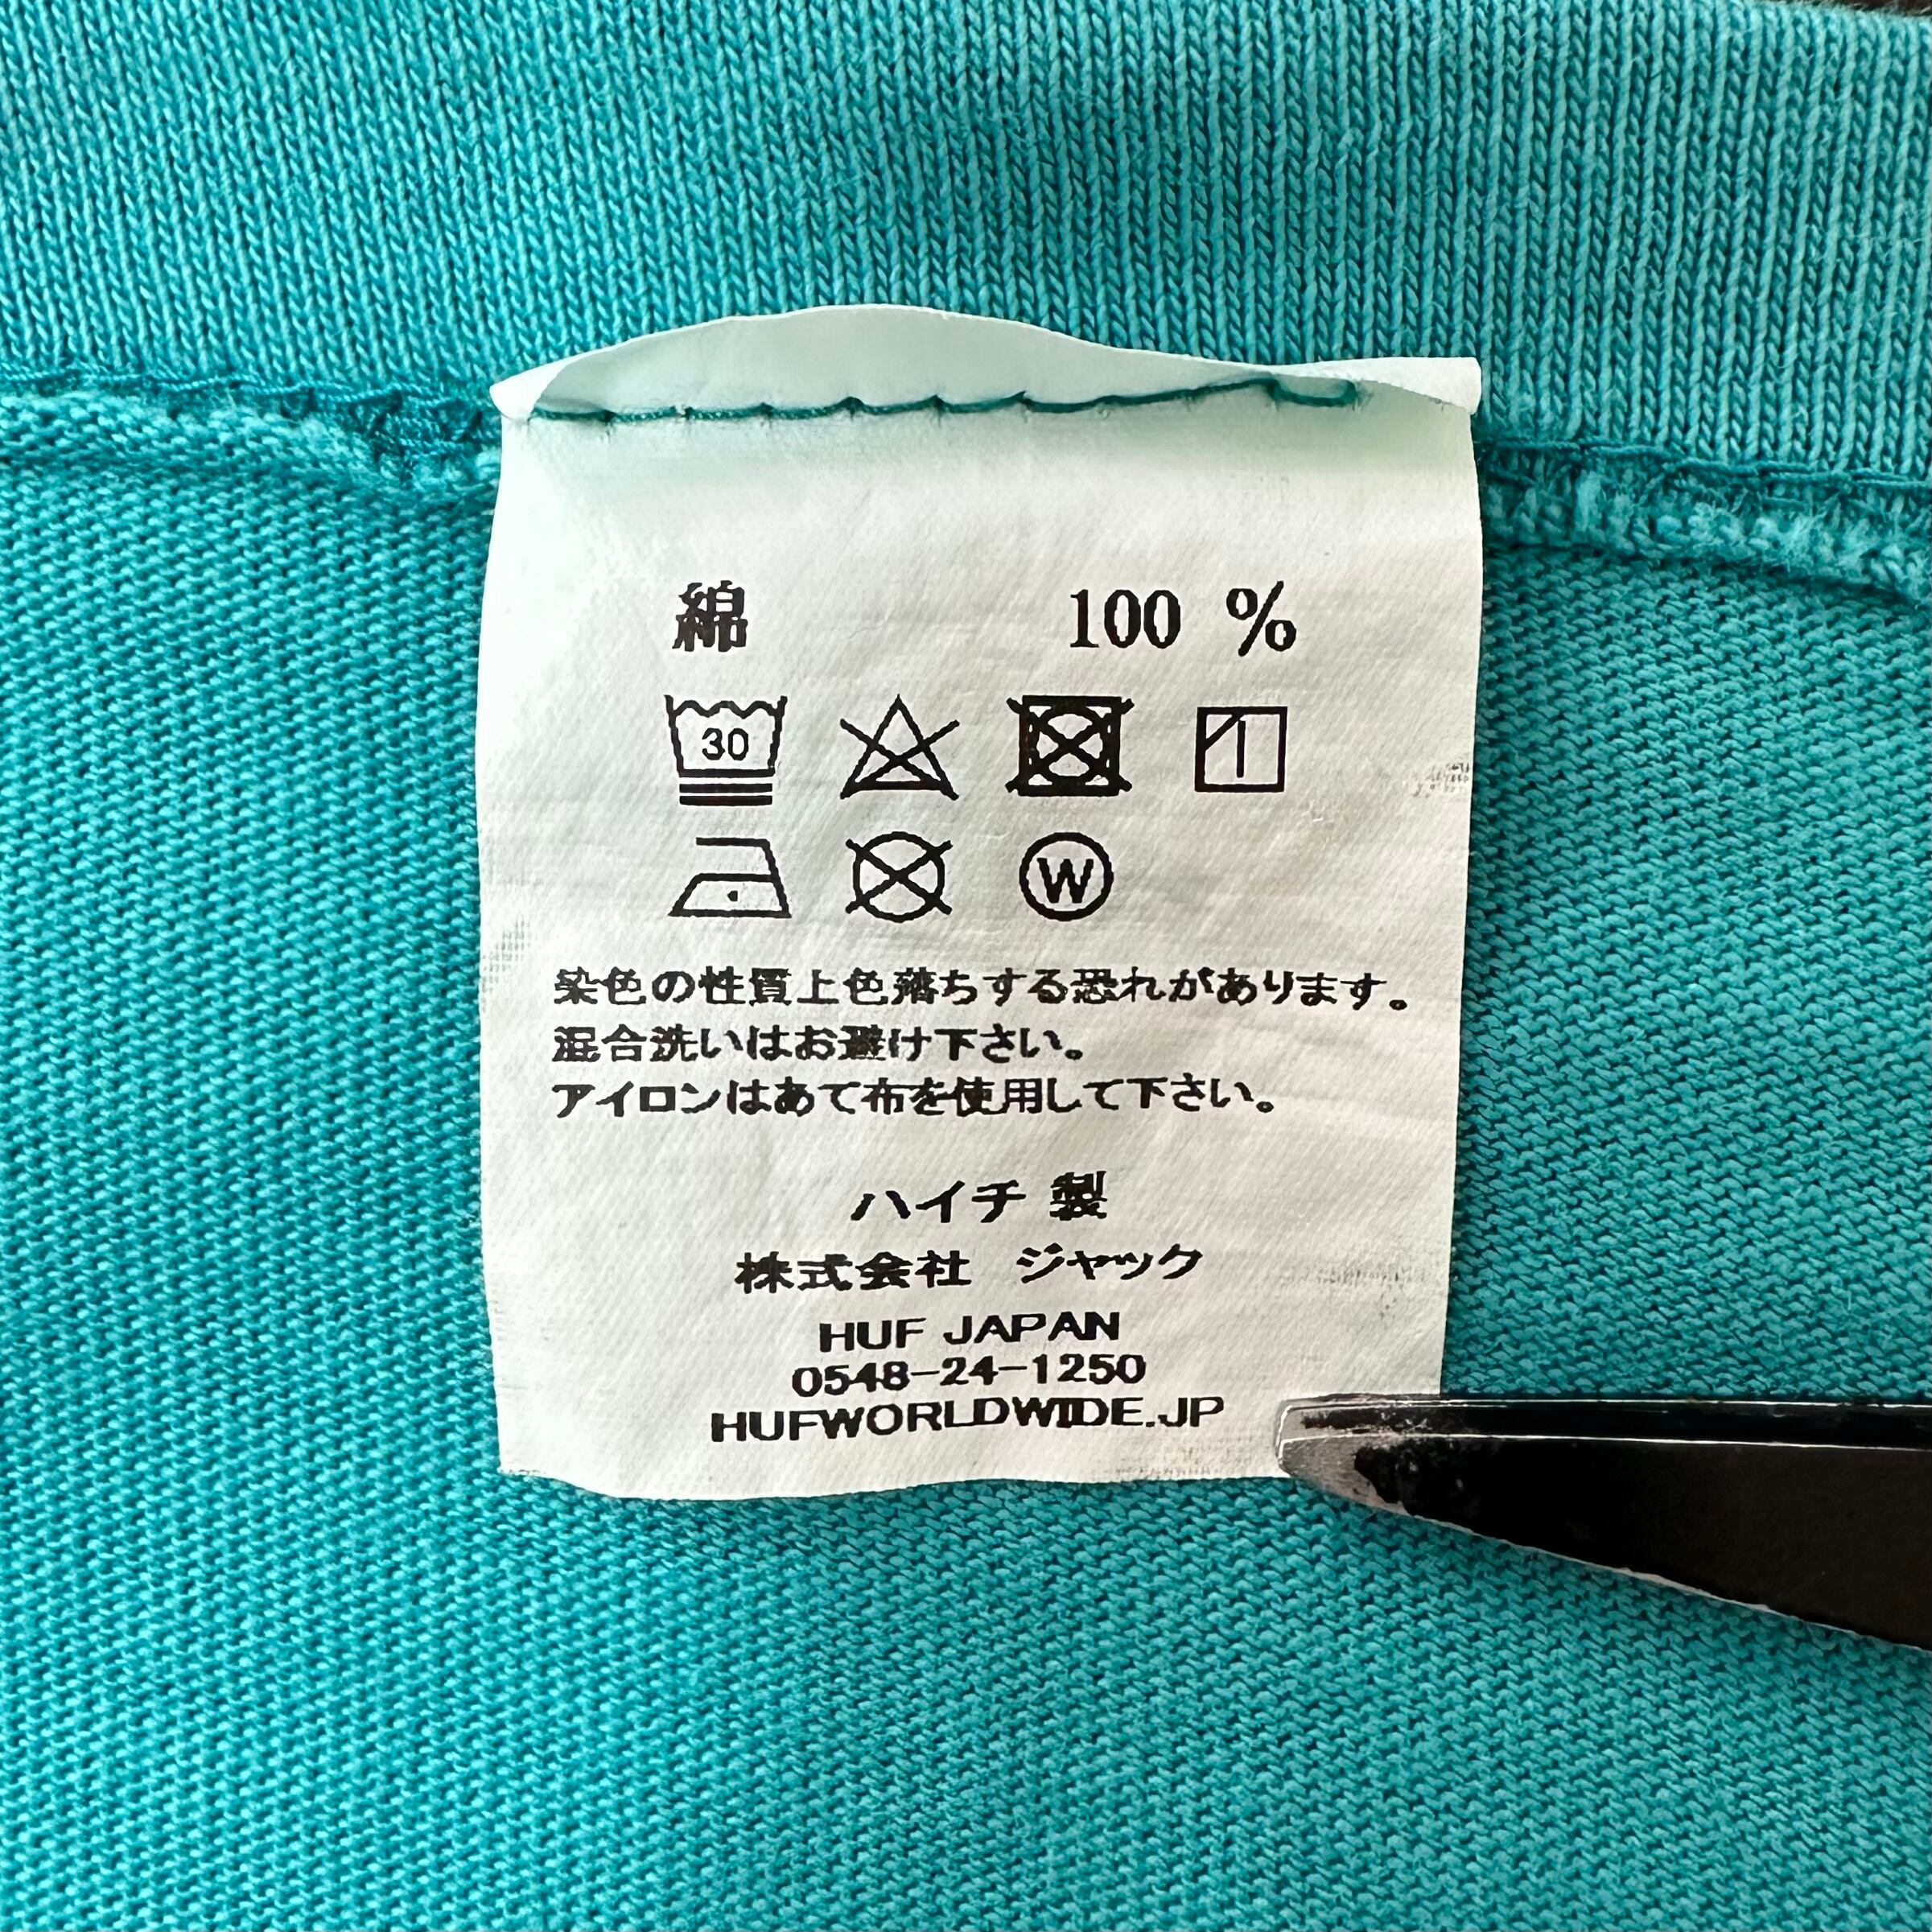 綿 100 %
30
W
染色の性質上色落ちする恐れがあります。
混合洗いはお避け下さい。
アイロンはあて布を使用して下さい。
ハイチ 製
株式会社 ジャック
HUF JAPAN
0548-24-1250
HUFWORLDWIDE.JP